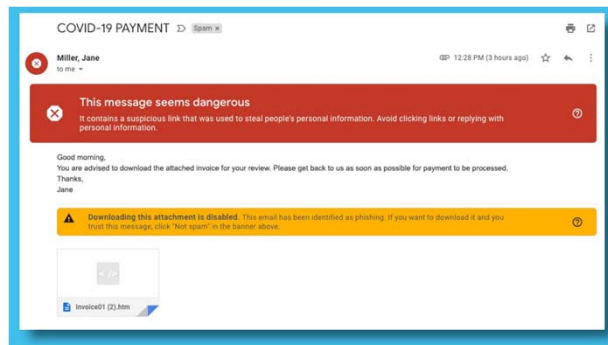 COVID-19 PAYMENT Spam x
Miller, Jane
12:28 PM (3 hours ago)
to me
This message seems dangerous
It contains a suspicious link that was used to steal people's personal information. Avoid clicking links or replying with
personal information.
Good morning,
You are advised to download the attached invoice for your review. Please get back to us as soon as possible for payment to be processed.
Thanks,
Jane
Downloading this attachment is disabled. This email has been identified as phishing. If you want to download it and you
trust this message, click "Not spam" in the banner above.
</>
Invoice01 (2).htm